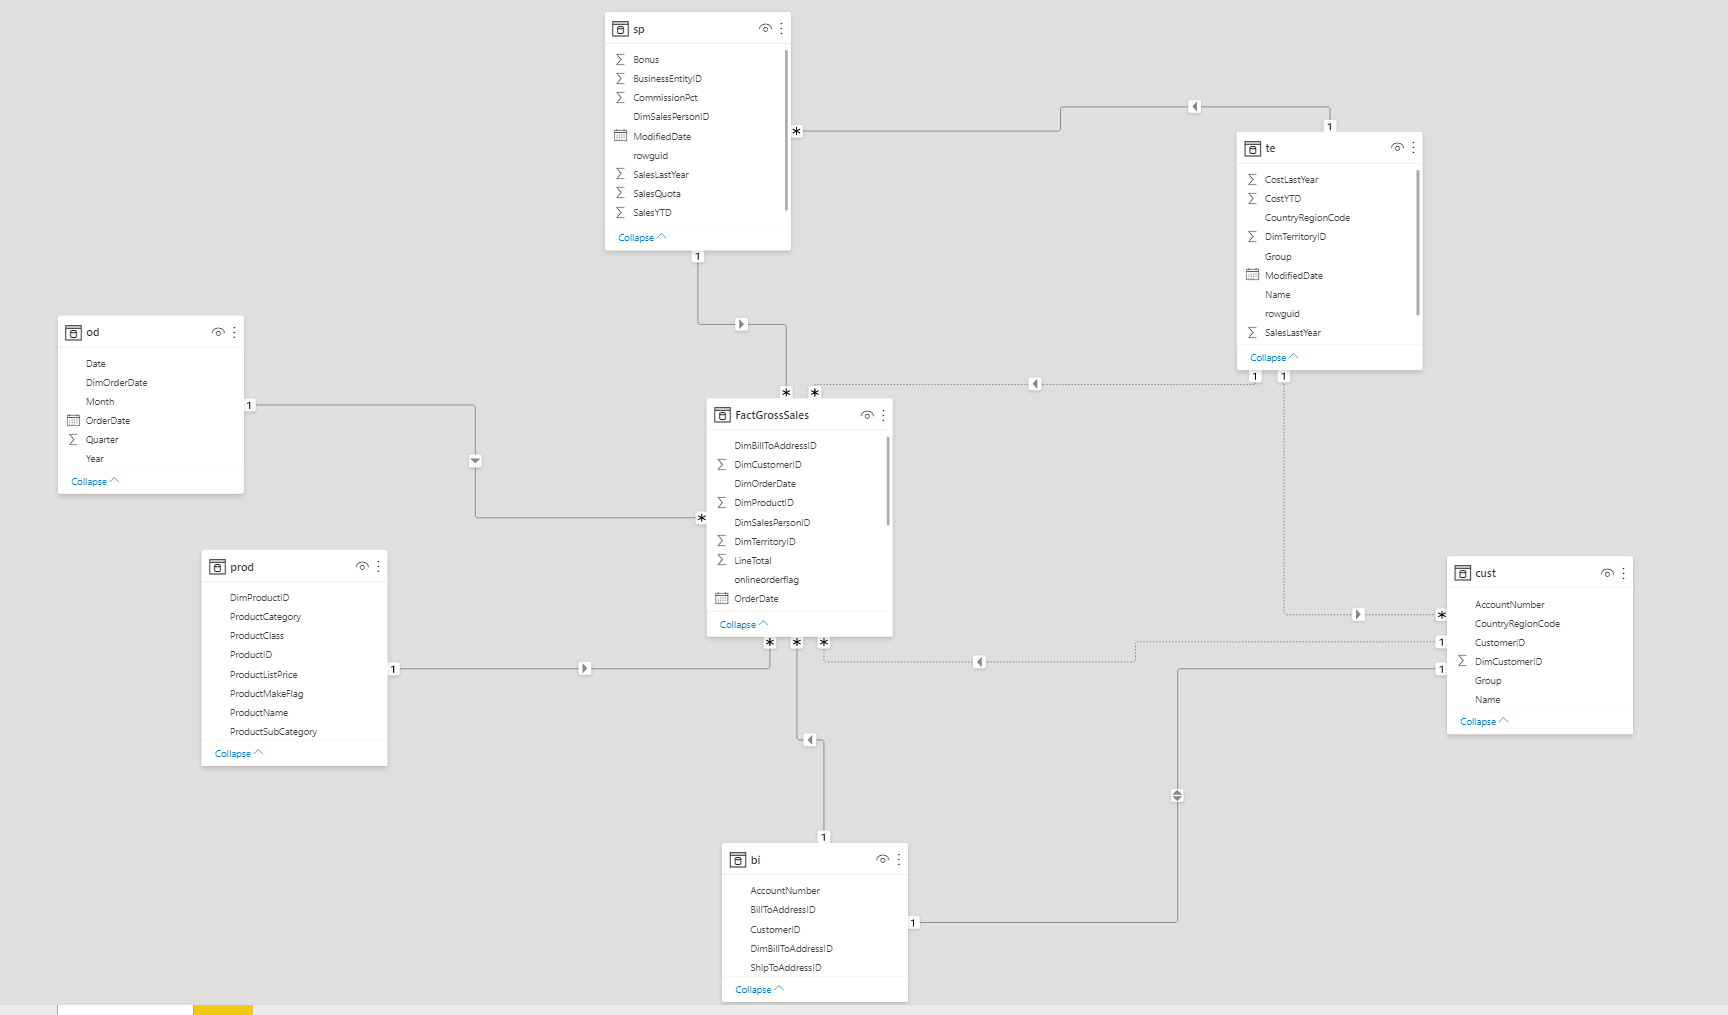 sp
Bonus
BusinessEntityID
CommissionPct
DimSalesPersonID
ModifiedDate
rowguid
SalesLastYear
SalesQuota
SalesYTD
Collapse
*
1
1
te
CostLastYear
CostYTD
CountryRegionCode
DimTerritoryID
Group
ModifiedDate
Name
rowguid
SalesLastYear
Collapse
1
1
od
Date
DimOrderDate
Month
OrderDate
Quarter
Year
Collapse
1
*
*
FactGrossSales
DimBillToAddressID
DimCustomerID
DimOrderDate
DimProductID
DimSalesPersonID
DimTerritoryID
LineTotal
onlineorderflag
OrderDate
Collapse
*
*
*
*
prod
DimProductID
ProductCategory
ProductClass
ProductID
ProductListPrice
ProductMakeFlag
ProductName
ProductSubCategory
Collapse
1
cust
AccountNumber
CountryRegionCode
CustomerID
DimCustomerID
Group
Name
Collapse
*
1
1
1
bi
AccountNumber
BillToAddressID
CustomerID
DimBillToAddressID
ShipToAddressID
Collapse
1